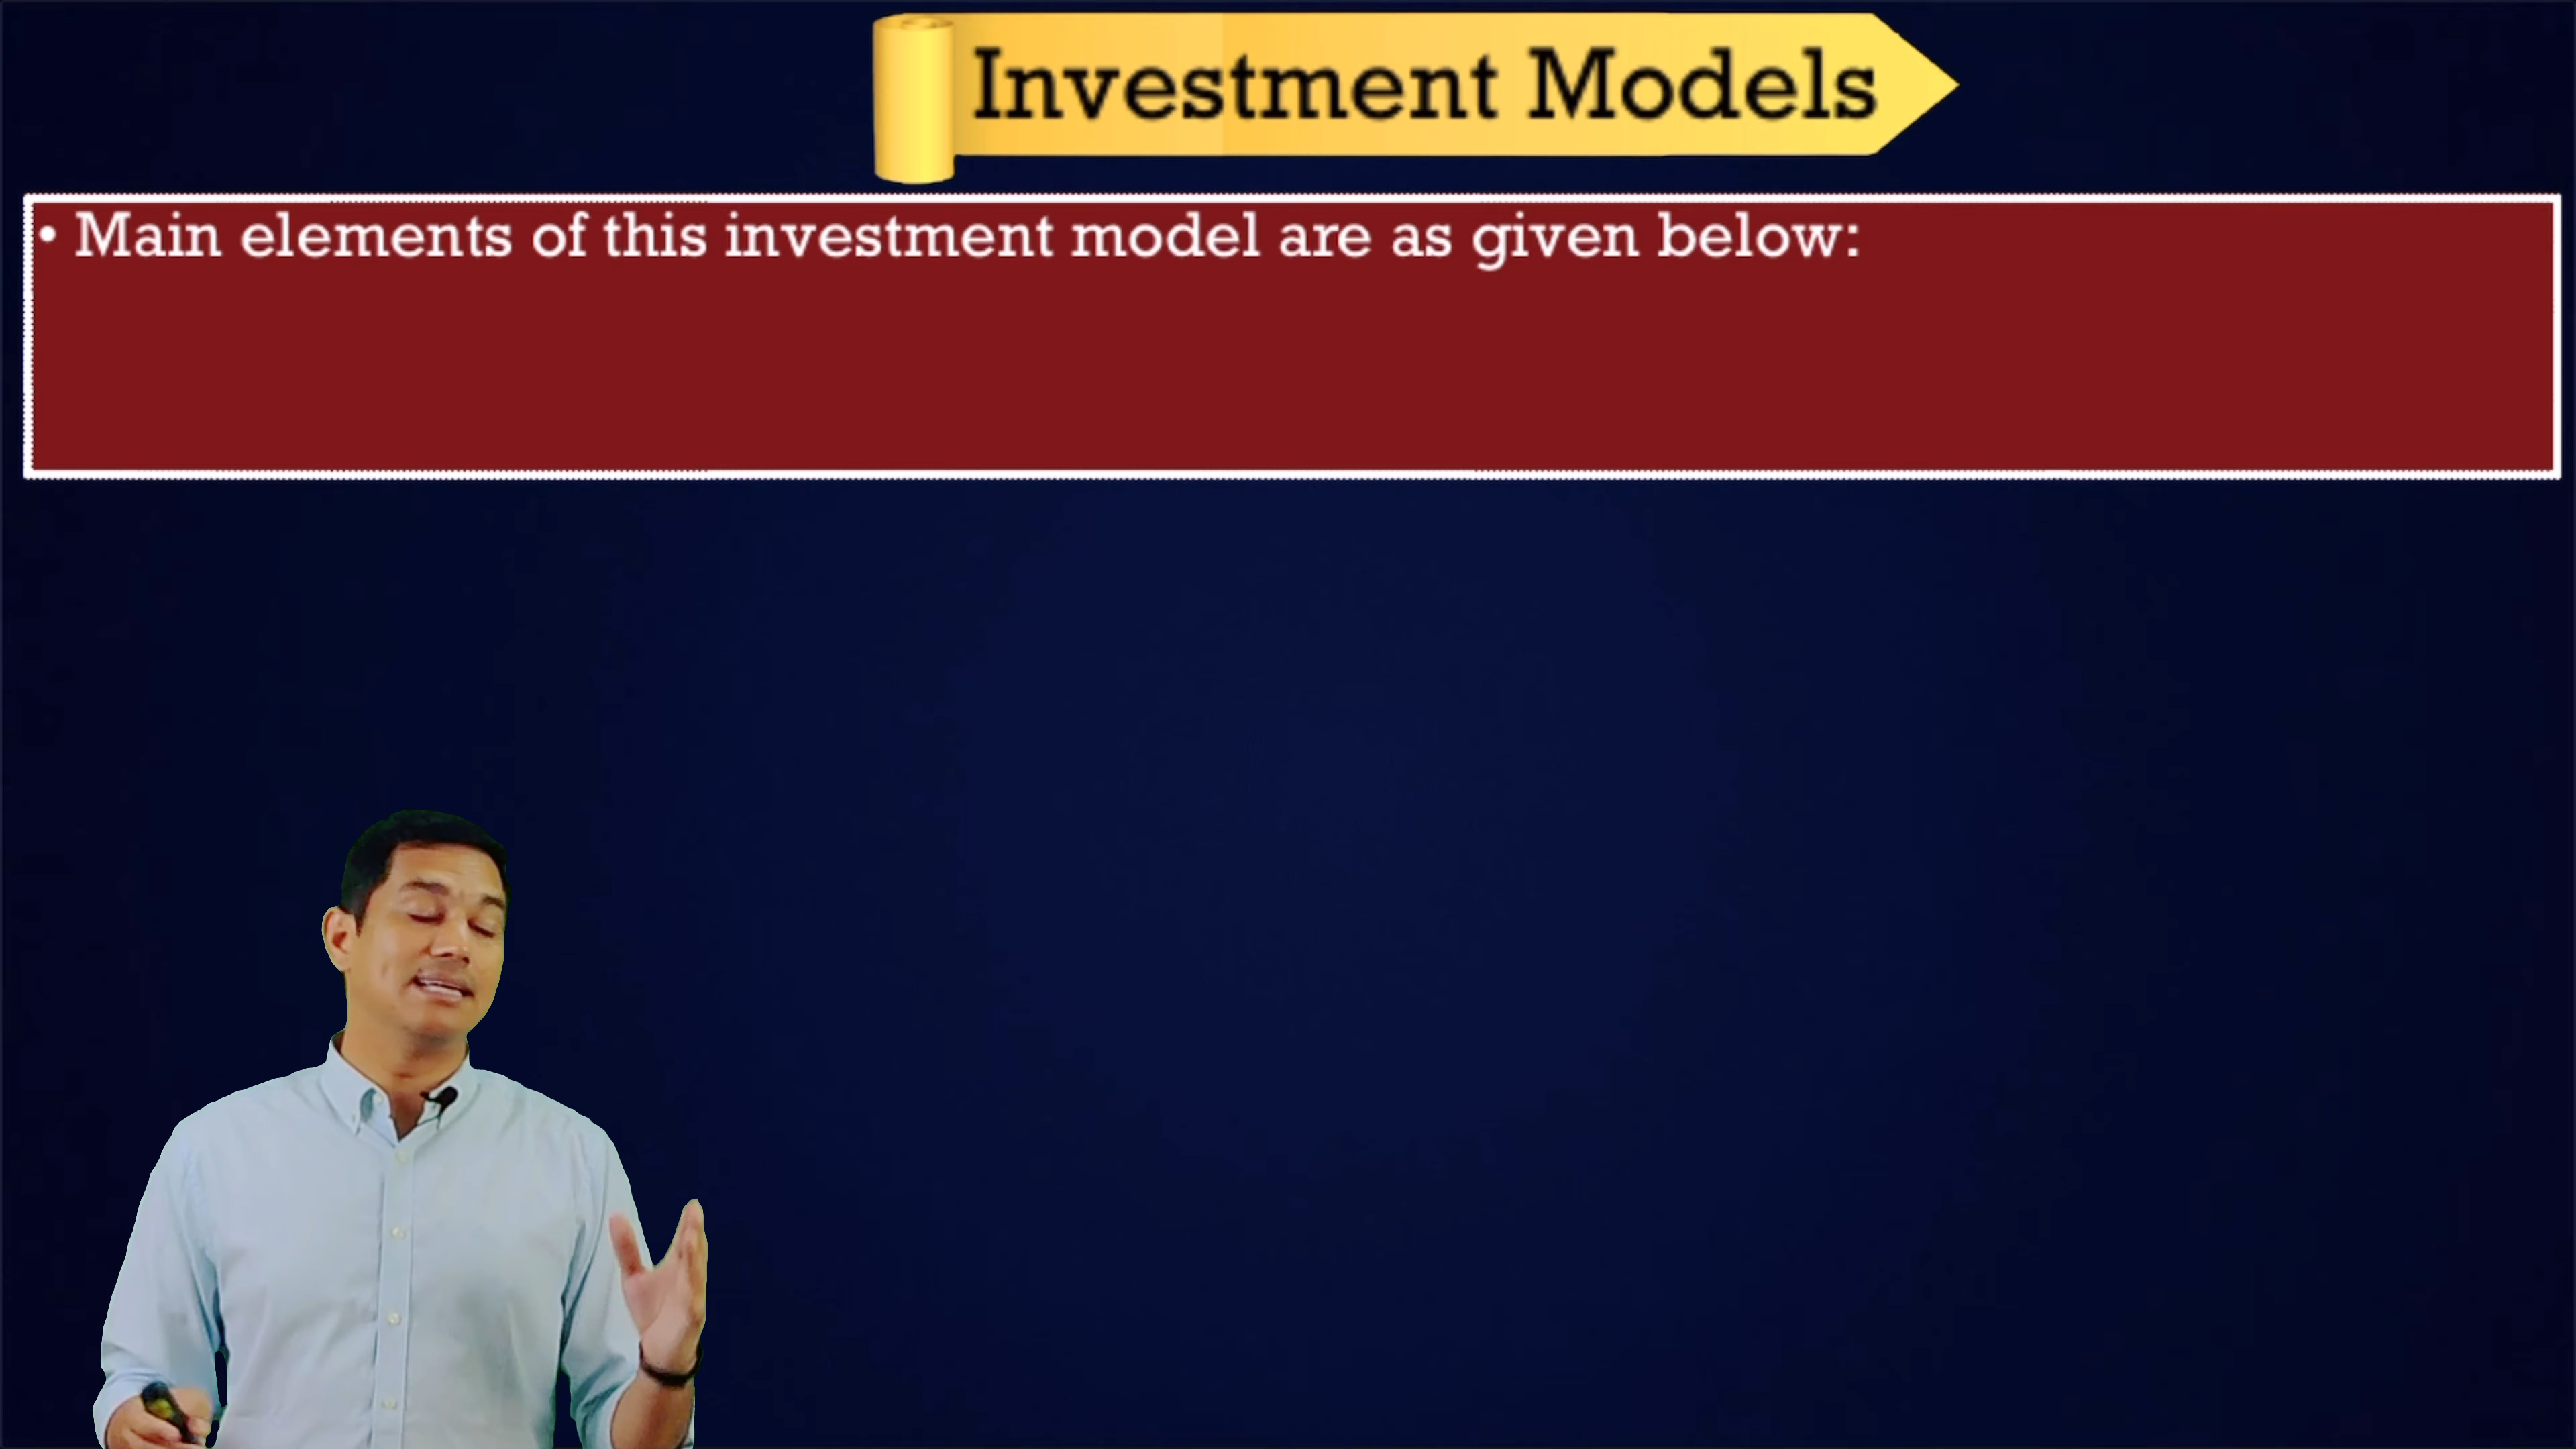 Investment Models
• Main elements of this investment model are as given below: